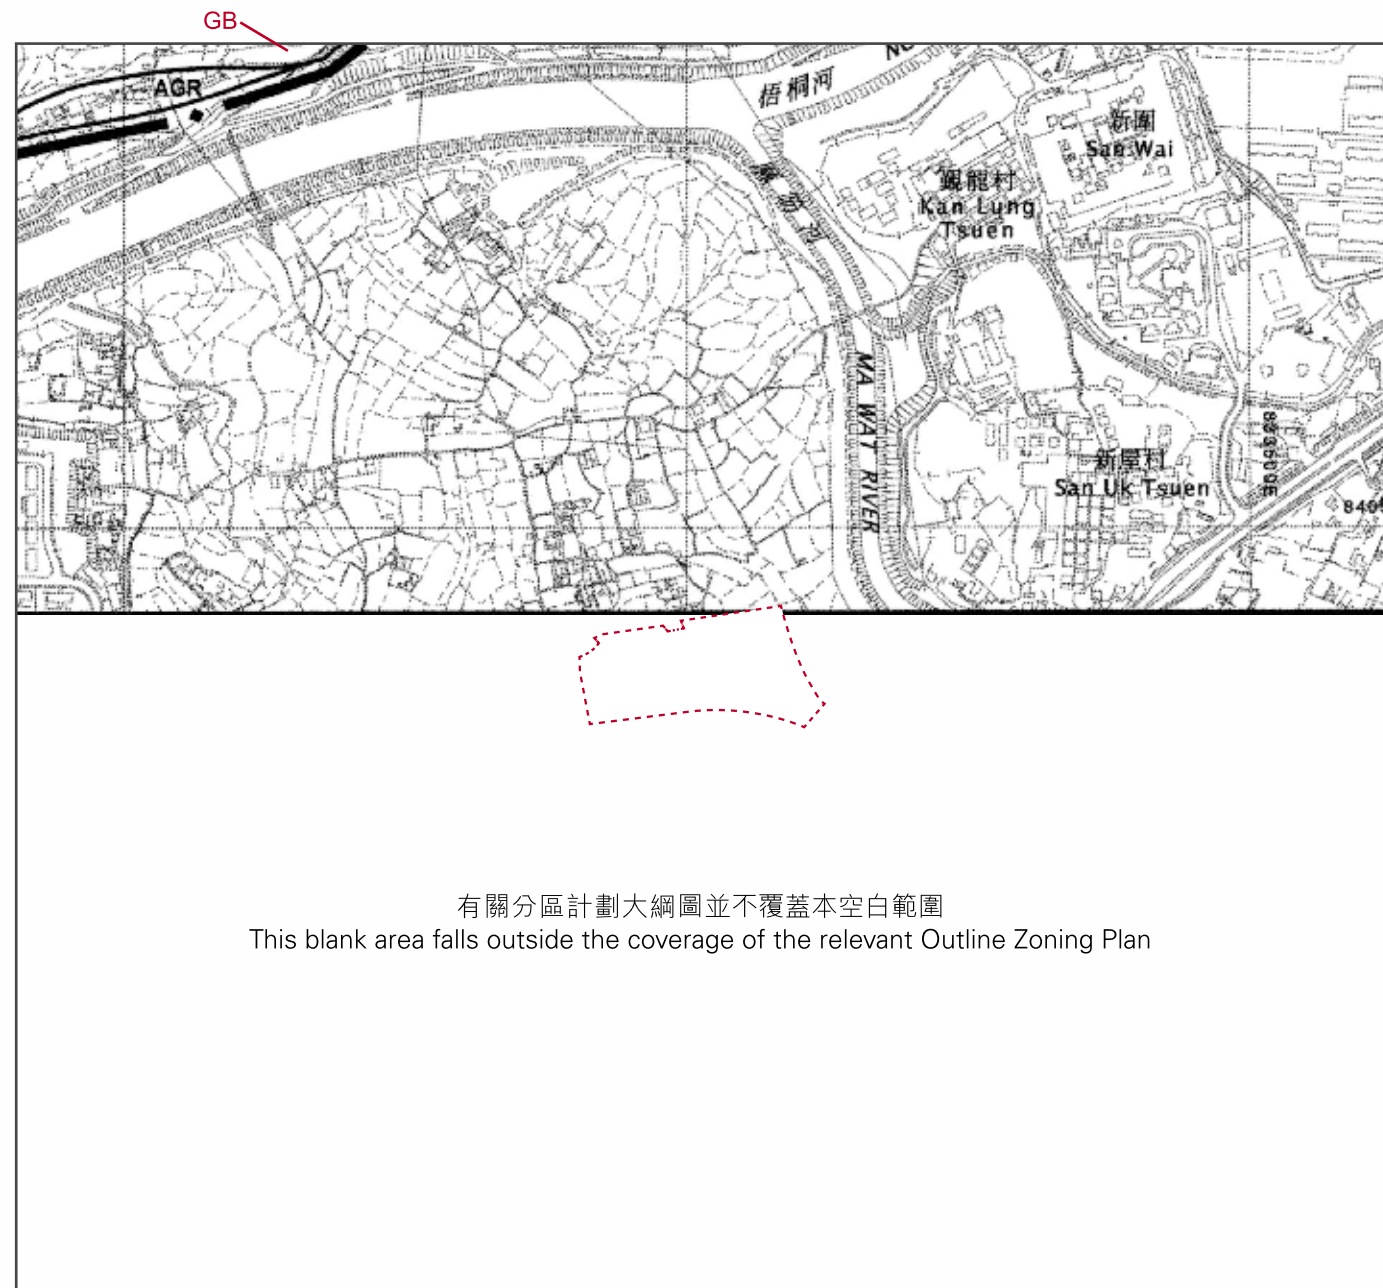 GB
AGR
梧桐河
新圍
San Wai
覲龍村
Kan Lung
Tsuen
MA WAT RIVER
新屋村
San Uk Tsuen
835500E
有關分區計劃大綱圖並不覆蓋本空白範圍
This blank area falls outside the coverage of the relevant Outline Zoning Plan